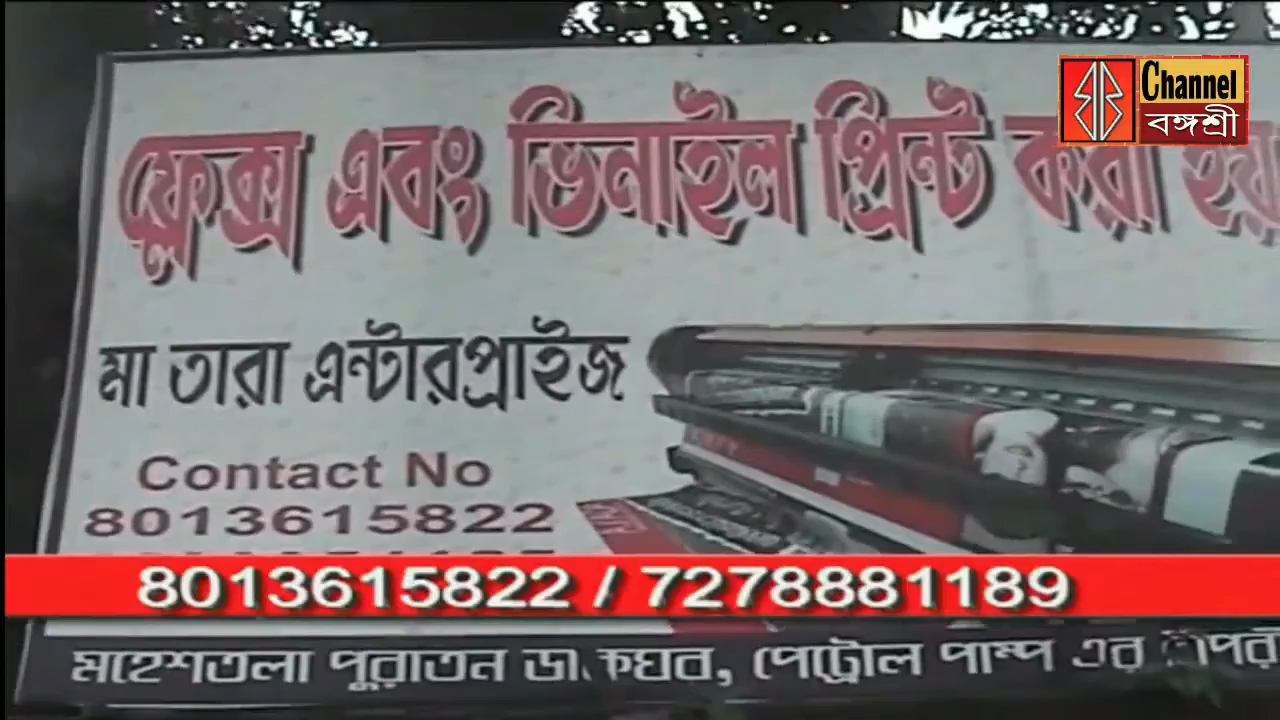 Channel
বঙ্গশ্রী
ফ্লেক্স এবং ভিনাইল প্রিন্ট করা হয়
মা তারা এন্টারপ্রাইজ
Contact No
8013615822
8013615822 / 7278881189
মহেশতলা পুরাতন ডাকঘর, পেট্রোল পাম্প এর